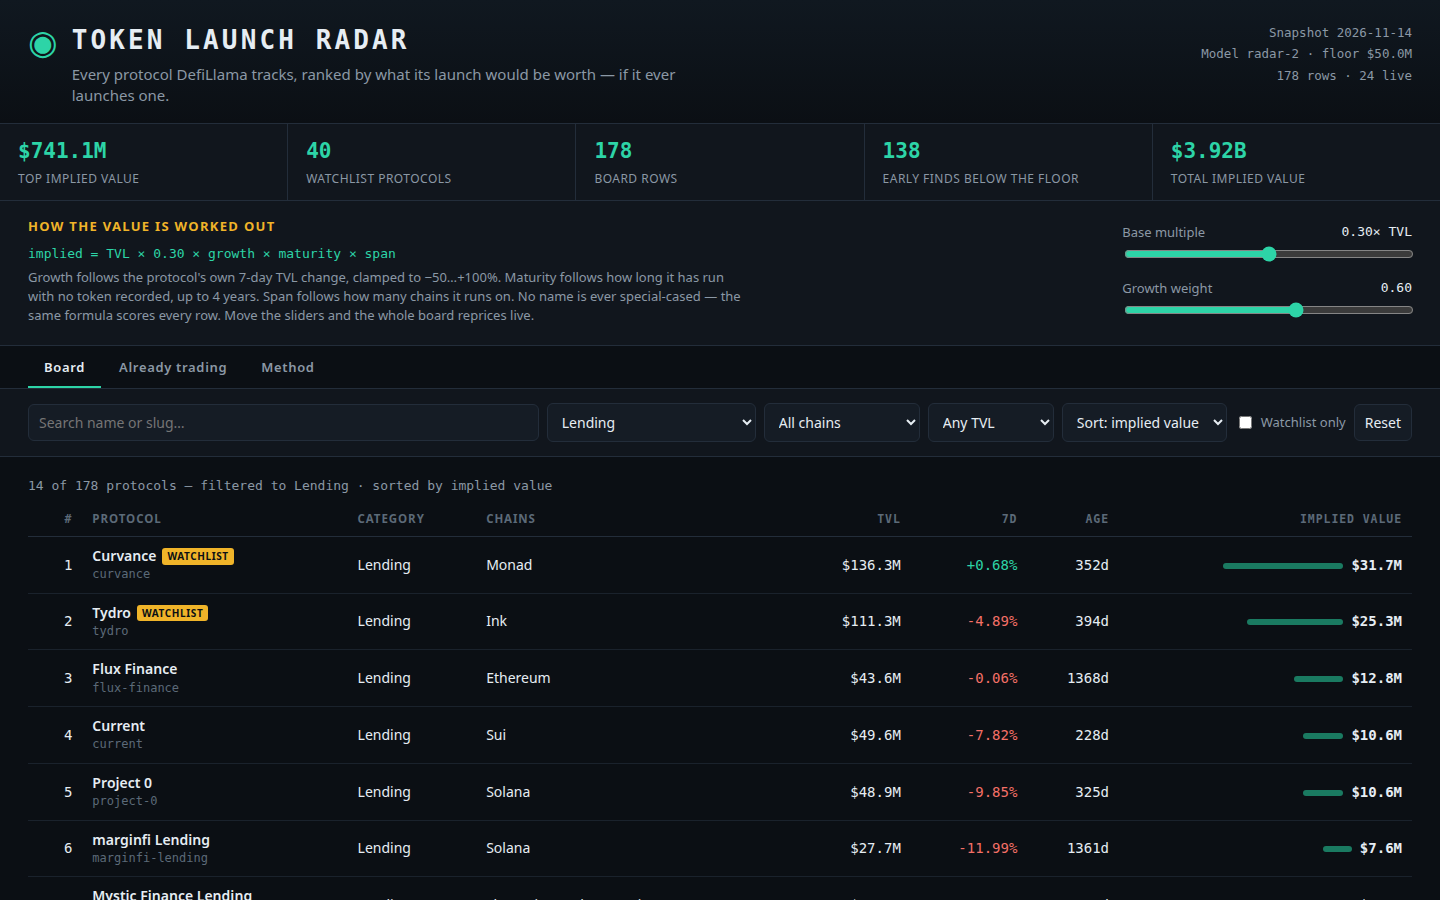 TOKEN LAUNCH RADAR
Every protocol DefiLlama tracks, ranked by what its launch would be worth — if it ever
launches one.
Snapshot 2026-11-14
Model radar-2 · floor $50.0M
178 rows · 24 live
$741.1M
TOP IMPLIED VALUE
40
WATCHLIST PROTOCOLS
178
BOARD ROWS
138
EARLY FINDS BELOW THE FLOOR
$3.92B
TOTAL IMPLIED VALUE
HOW THE VALUE IS WORKED OUT
implied = TVL × 0.30 × growth × maturity × span
Growth follows the protocol's own 7-day TVL change, clamped to −50…+100%. Maturity follows how long it has run
with no token recorded, up to 4 years. Span follows how many chains it runs on. No name is ever special-cased — the
same formula scores every row. Move the sliders and the whole board reprices live.
Base multiple 0.30× TVL
Growth weight 0.60
Board Already trading Method
Search name or slug... Lending All chains Any TVL Sort: implied value Watchlist only Reset
14 of 178 protocols — filtered to Lending · sorted by implied value
# PROTOCOL CATEGORY CHAINS TVL 7D AGE IMPLIED VALUE
1 Curvance WATCHLIST Lending Monad $136.3M +0.68% 352d $31.7M
curvance
2 Tydro WATCHLIST Lending Ink $111.3M -4.89% 394d $25.3M
tydro
3 Flux Finance Lending Ethereum $43.6M -0.06% 1368d $12.8M
flux-finance
4 Current Lending Sui $49.6M -7.82% 228d $10.6M
current
5 Project 0 Lending Solana $48.9M -9.85% 325d $10.6M
project-0
6 marginfi Lending Lending Solana $27.7M -11.99% 1361d $7.6M
marginfi-lending
Mystic Finance Lending